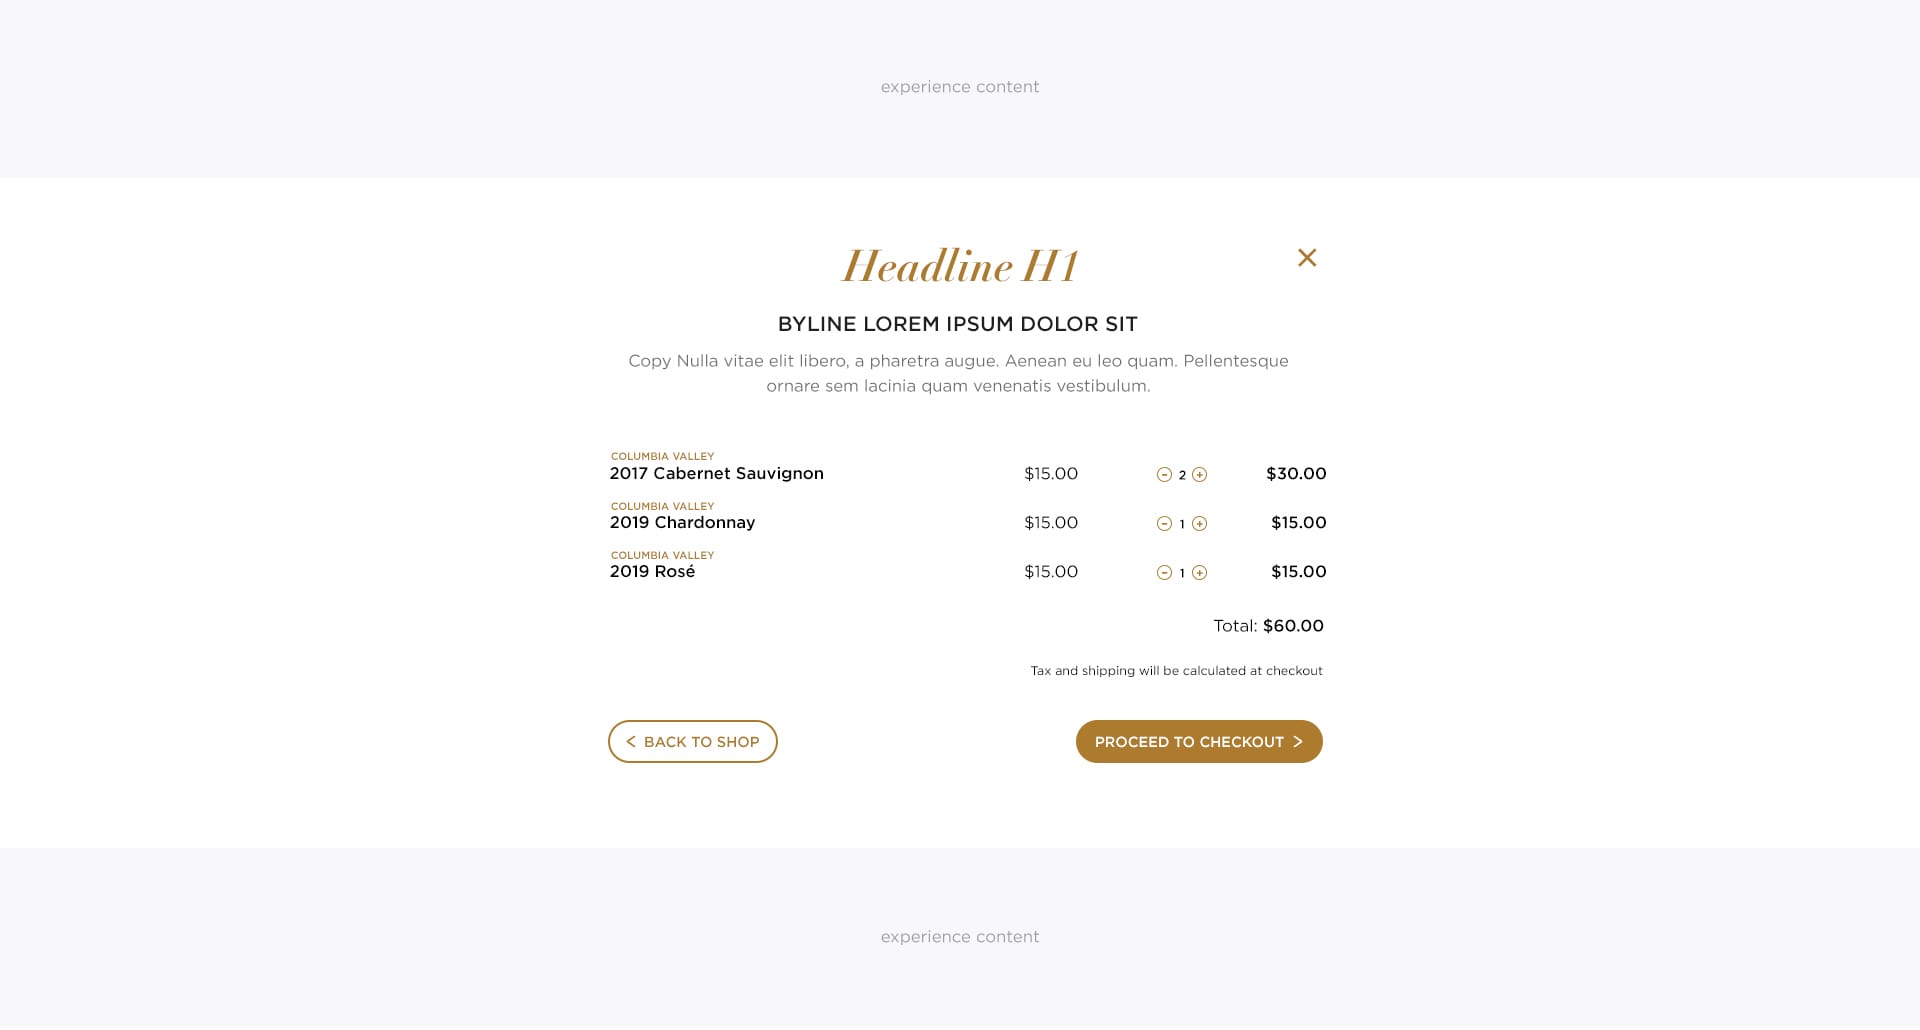 experience content
Headline H1
BYLINE LOREM IPSUM DOLOR SIT
Copy Nulla vitae elit libero, a pharetra augue. Aenean eu leo quam. Pellentesque
ornare sem lacinia quam venenatis vestibulum.
COLUMBIA VALLEY
2017 Cabernet Sauvignon $15.00 2 $30.00
COLUMBIA VALLEY
2019 Chardonnay $15.00 1 $15.00
COLUMBIA VALLEY
2019 Rosé $15.00 1 $15.00
Total: $60.00
Tax and shipping will be calculated at checkout
< BACK TO SHOP PROCEED TO CHECKOUT >
experience content